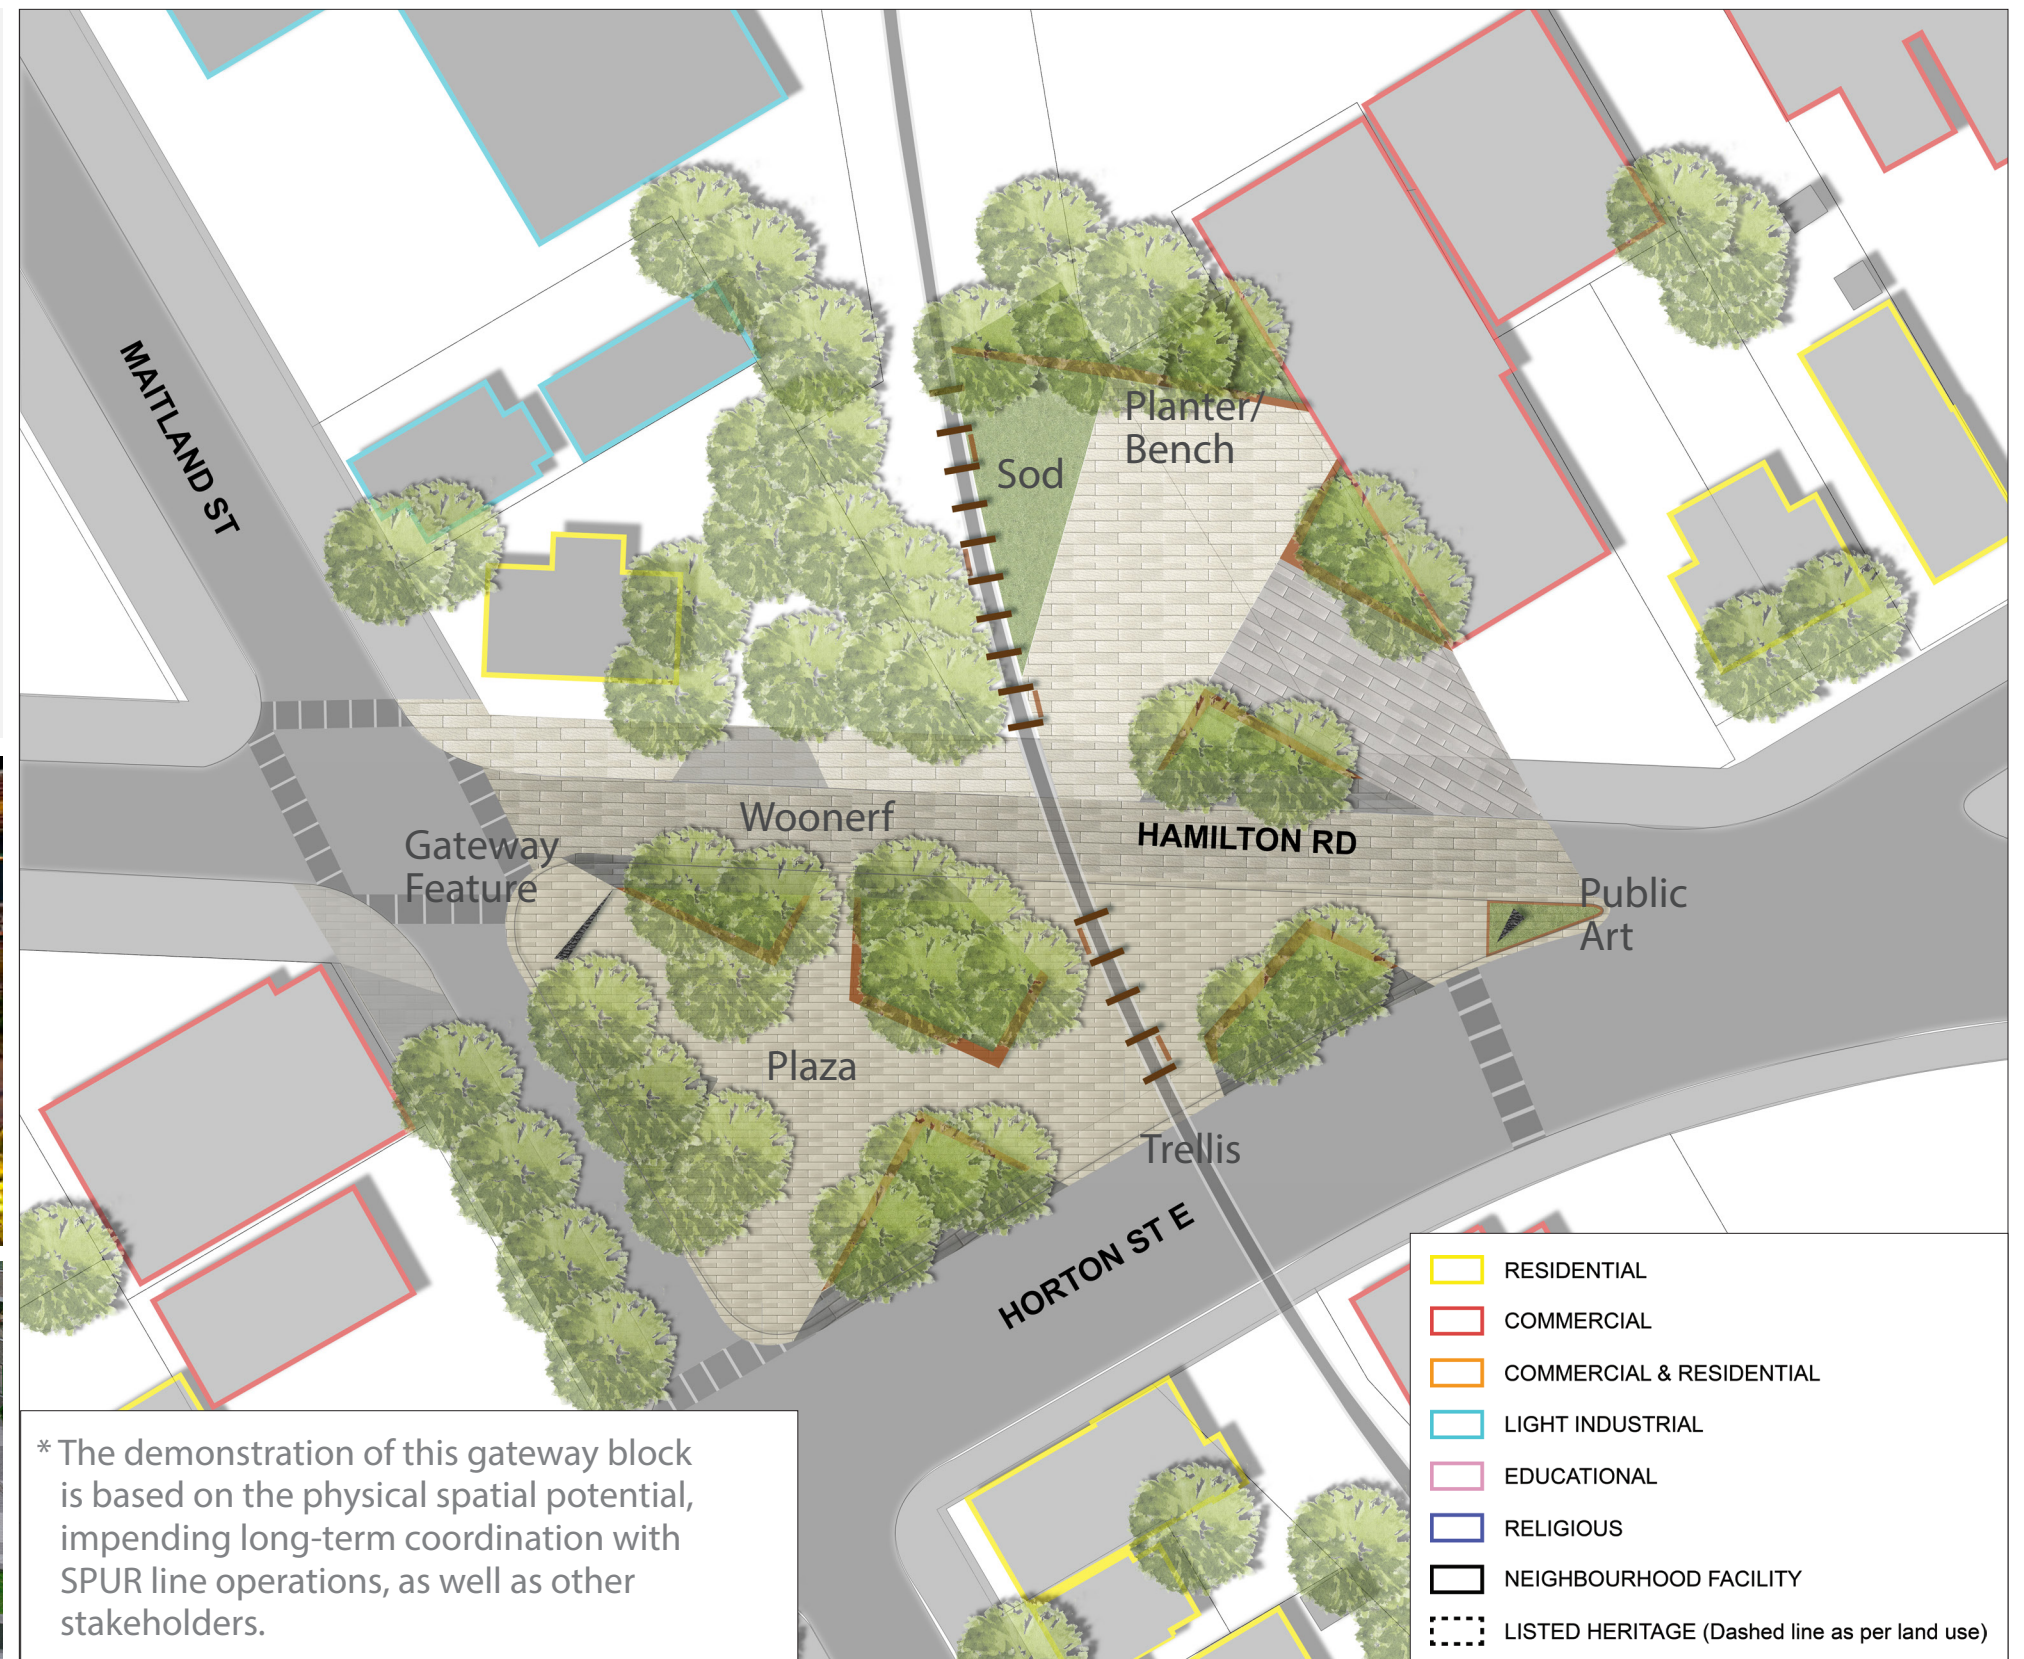 MAITLAND ST
Planter/
Bench
Sod
Woonerf
HAMILTON RD
Gateway
Feature
Public
Art
Plaza
Trellis
HORTON ST E
RESIDENTIAL
COMMERCIAL
COMMERCIAL & RESIDENTIAL
LIGHT INDUSTRIAL
EDUCATIONAL
RELIGIOUS
NEIGHBOURHOOD FACILITY
LISTED HERITAGE (Dashed line as per land use)
* The demonstration of this gateway block
is based on the physical spatial potential,
impending long-term coordination with
SPUR line operations, as well as other
stakeholders.